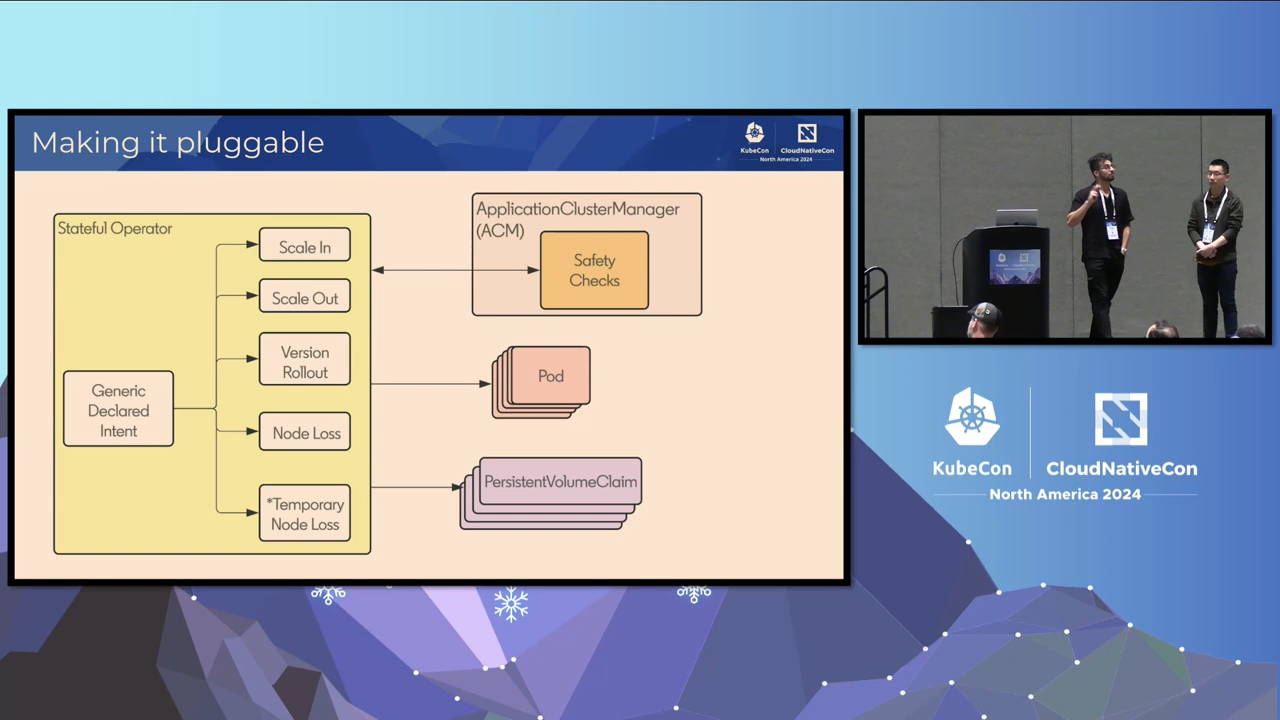 Making it pluggable
KubeCon
CloudNativeCon
North America 2024
Stateful Operator
Scale In
Scale Out
Version
Rollout
Generic
Declared
Intent
Node Loss
*Temporary
Node Loss
ApplicationClusterManager
(ACM)
Safety
Checks
Pod
PersistentVolumeClaim
KubeCon
CloudNativeCon
North America 2024